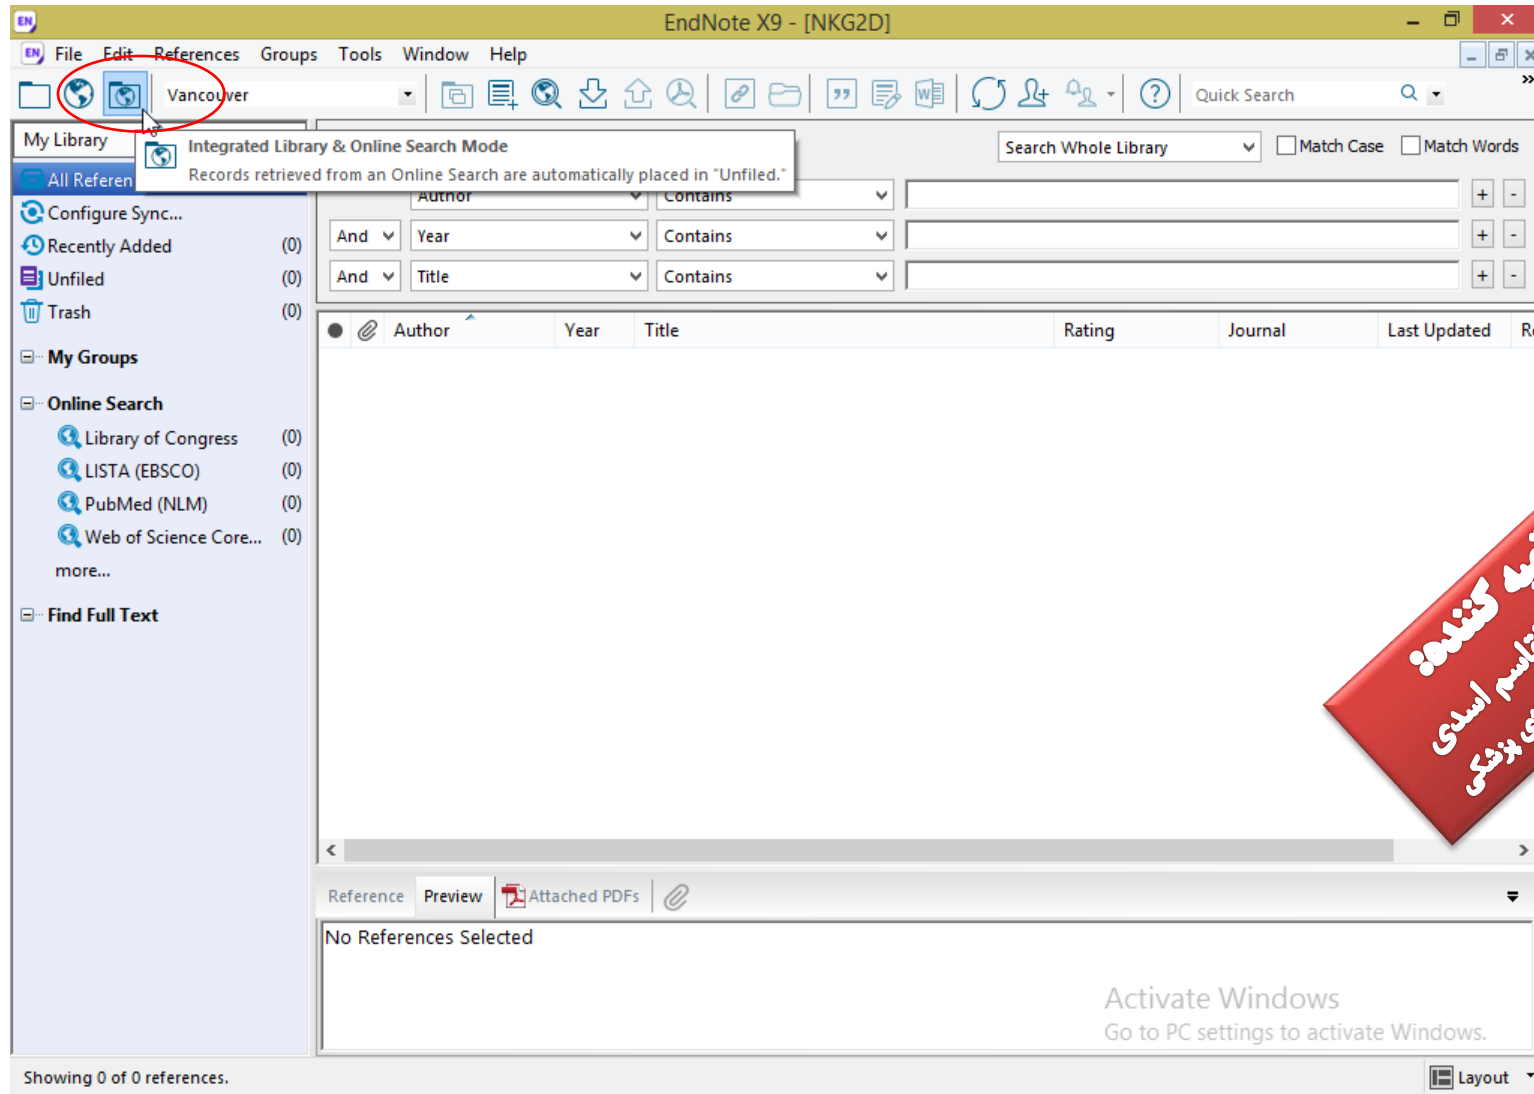 EN EndNote X9 - [NKG2D]
EN File Edit References Groups Tools Window Help
Vancouver
Quick Search
My Library
Integrated Library & Online Search Mode
Records retrieved from an Online Search are automatically placed in "Unfiled."
Search Whole Library Match Case Match Words
All Referen
Author Contains
Configure Sync...
And Year Contains
Recently Added (0)
And Title Contains
Unfiled (0)
Trash (0)
Author Year Title Rating Journal Last Updated
My Groups
Online Search
Library of Congress (0)
LISTA (EBSCO) (0)
PubMed (NLM) (0)
Web of Science Core... (0)
more...
Find Full Text
کننده:
اسدی
پزشکی
Reference Preview Attached PDFs
No References Selected
Activate Windows
Go to PC settings to activate Windows.
Showing 0 of 0 references.
Layout